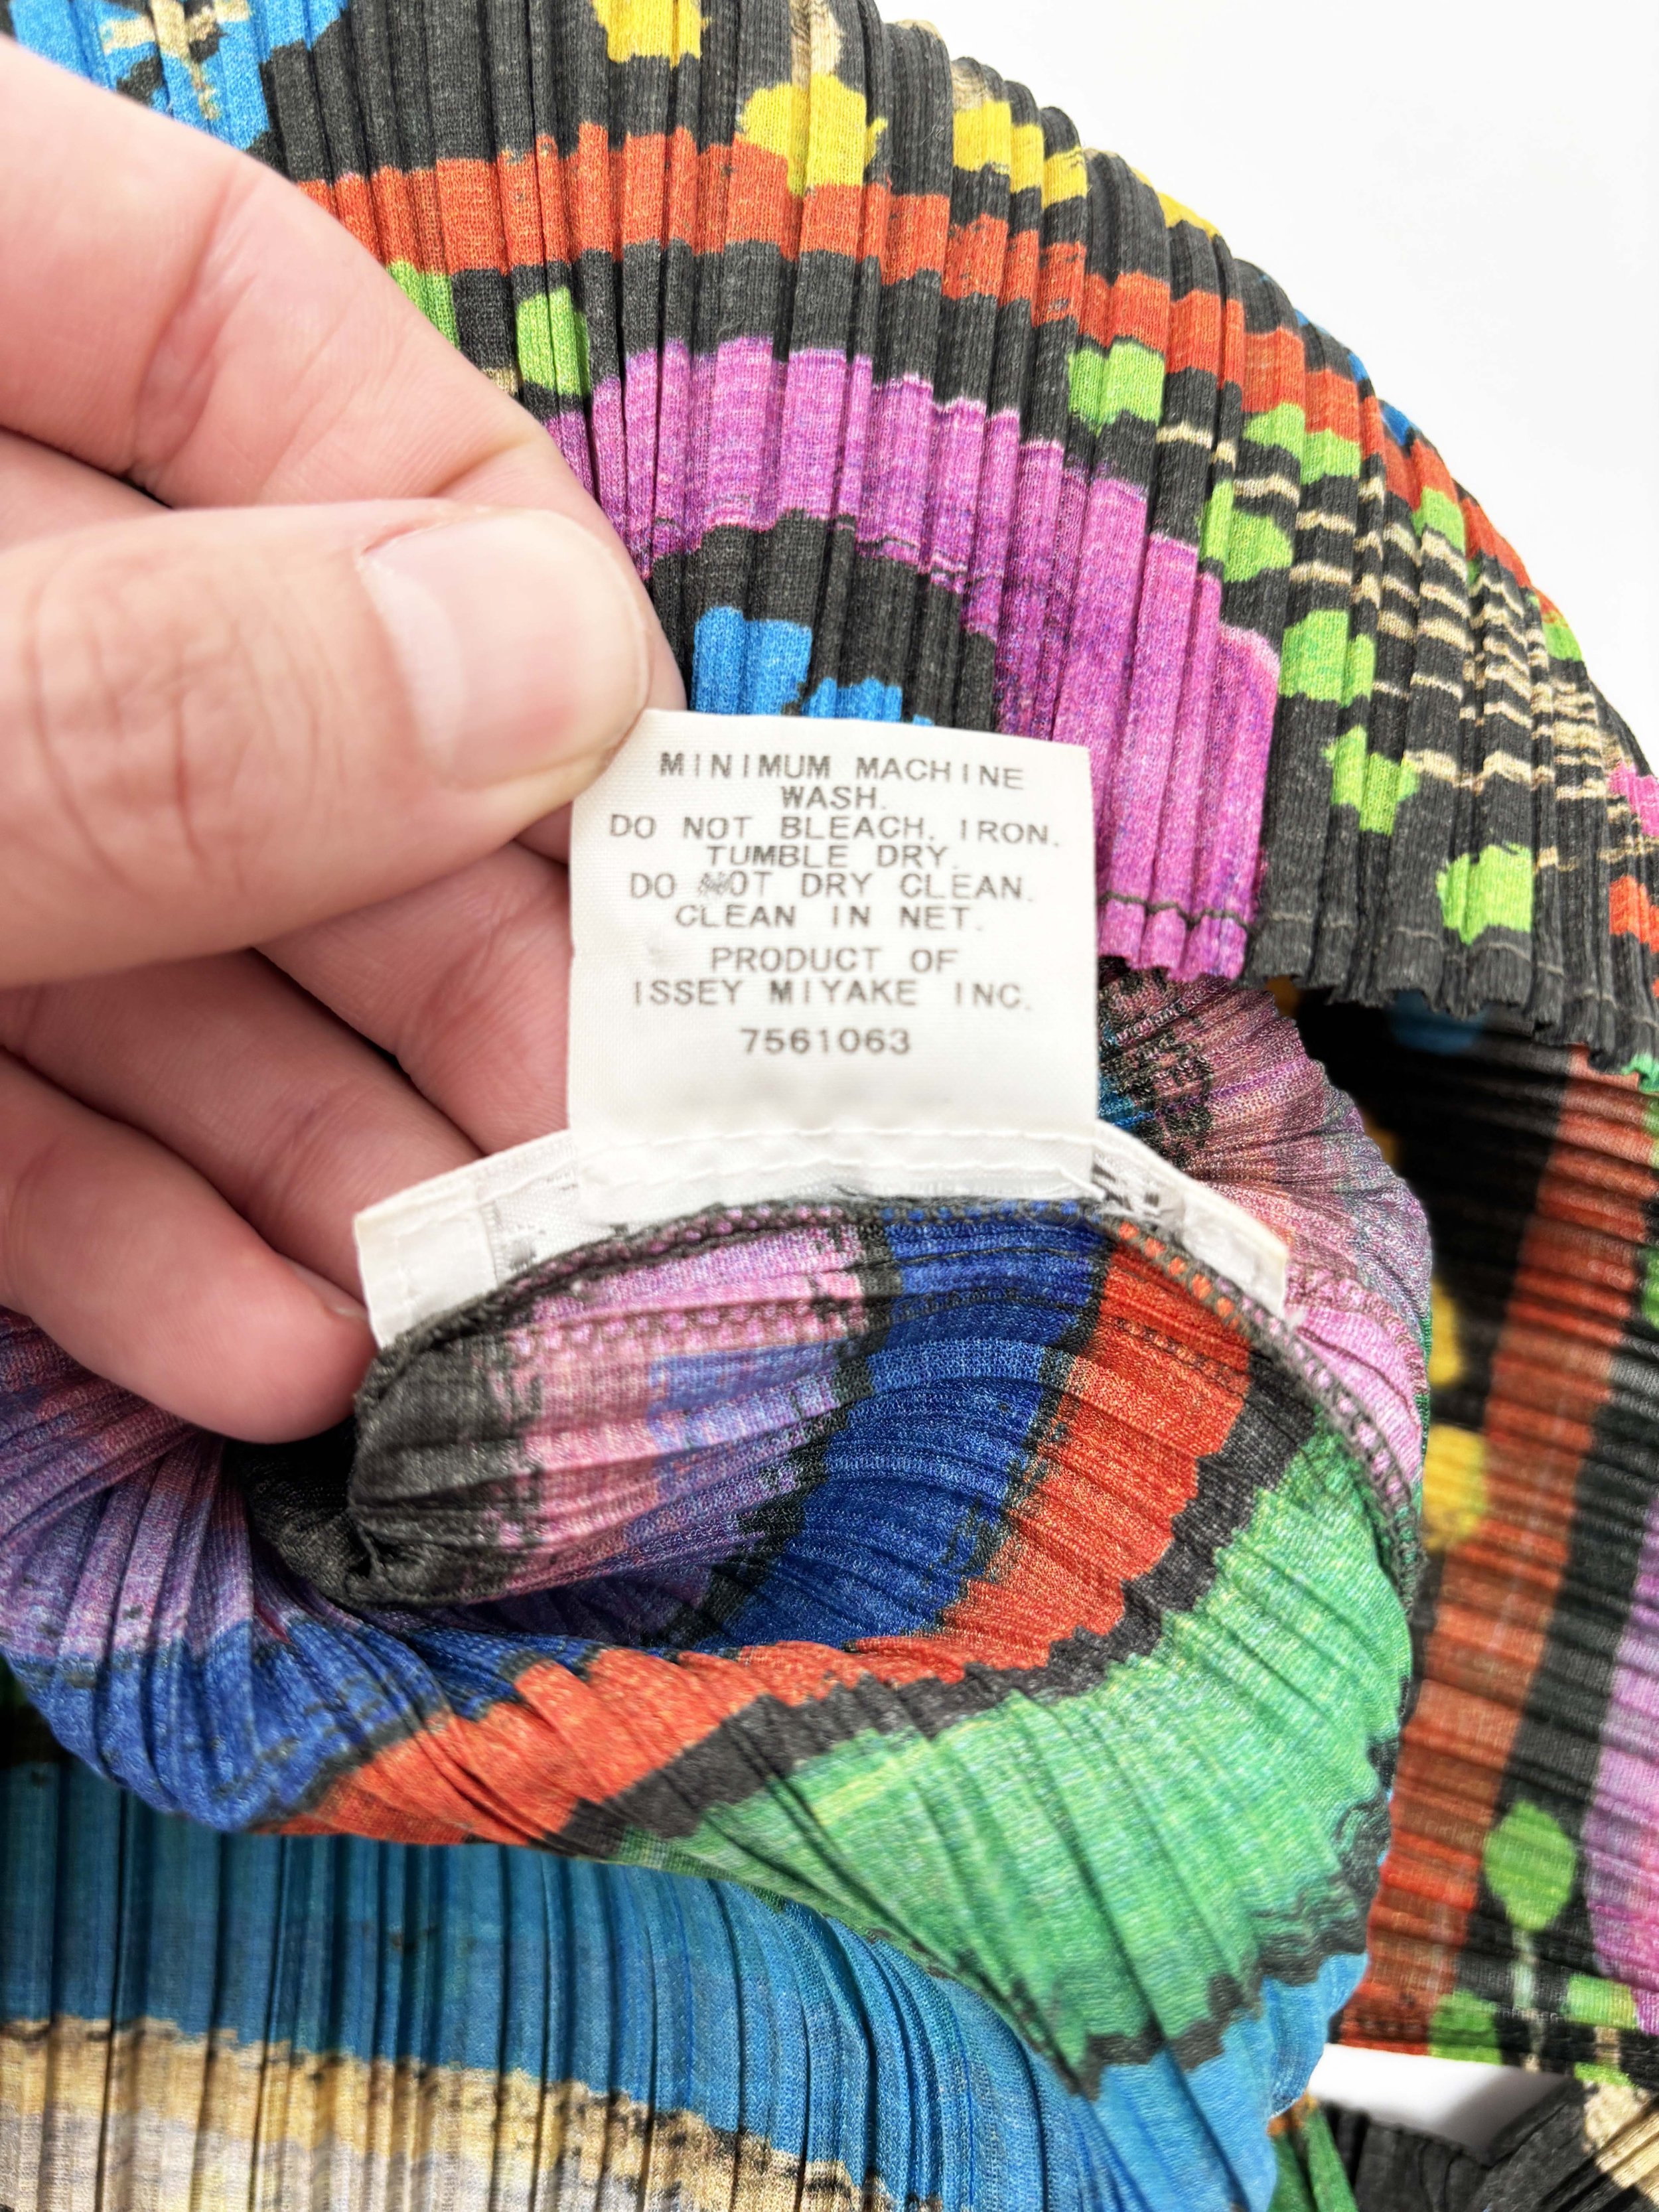 MINIMUM MACHINE
WASH.
DO NOT BLEACH, IRON,
TUMBLE DRY.
DO NOT DRY CLEAN.
CLEAN IN NET.
PRODUCT OF
ISSEY MIYAKE INC.
7561063